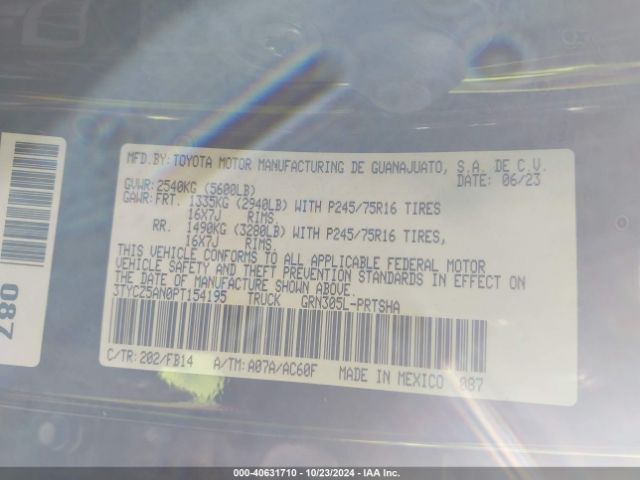 MFD.BY:TOYOTA MOTOR MANUFACTURING DE GUANAJUATO, S.A. DE C.V.
DATE: 06/23
GVWR:2540KG (5600LB)
GAWR:FRT. 1335KG (2940LB) WITH P245/75R16 TIRES
16X7J RIMS.
RR. 1490KG (3280LB) WITH P245/75R16 TIRES,
16X7J RIMS.
THIS VEHICLE CONFORMS TO ALL APPLICABLE FEDERAL MOTOR
VEHICLE SAFETY AND THEFT PREVENTION STANDARDS IN EFFECT ON
THE DATE OF MANUFACTURE SHOWN ABOVE.
3TYCZ5AN0PT154195 TRUCK GRN305L-PRTSHA
C/TR:202/FB14 A/TM:A07A/AC60F MADE IN MEXICO 087
087
000-40631710 - 10/23/2024 - IAA Inc.